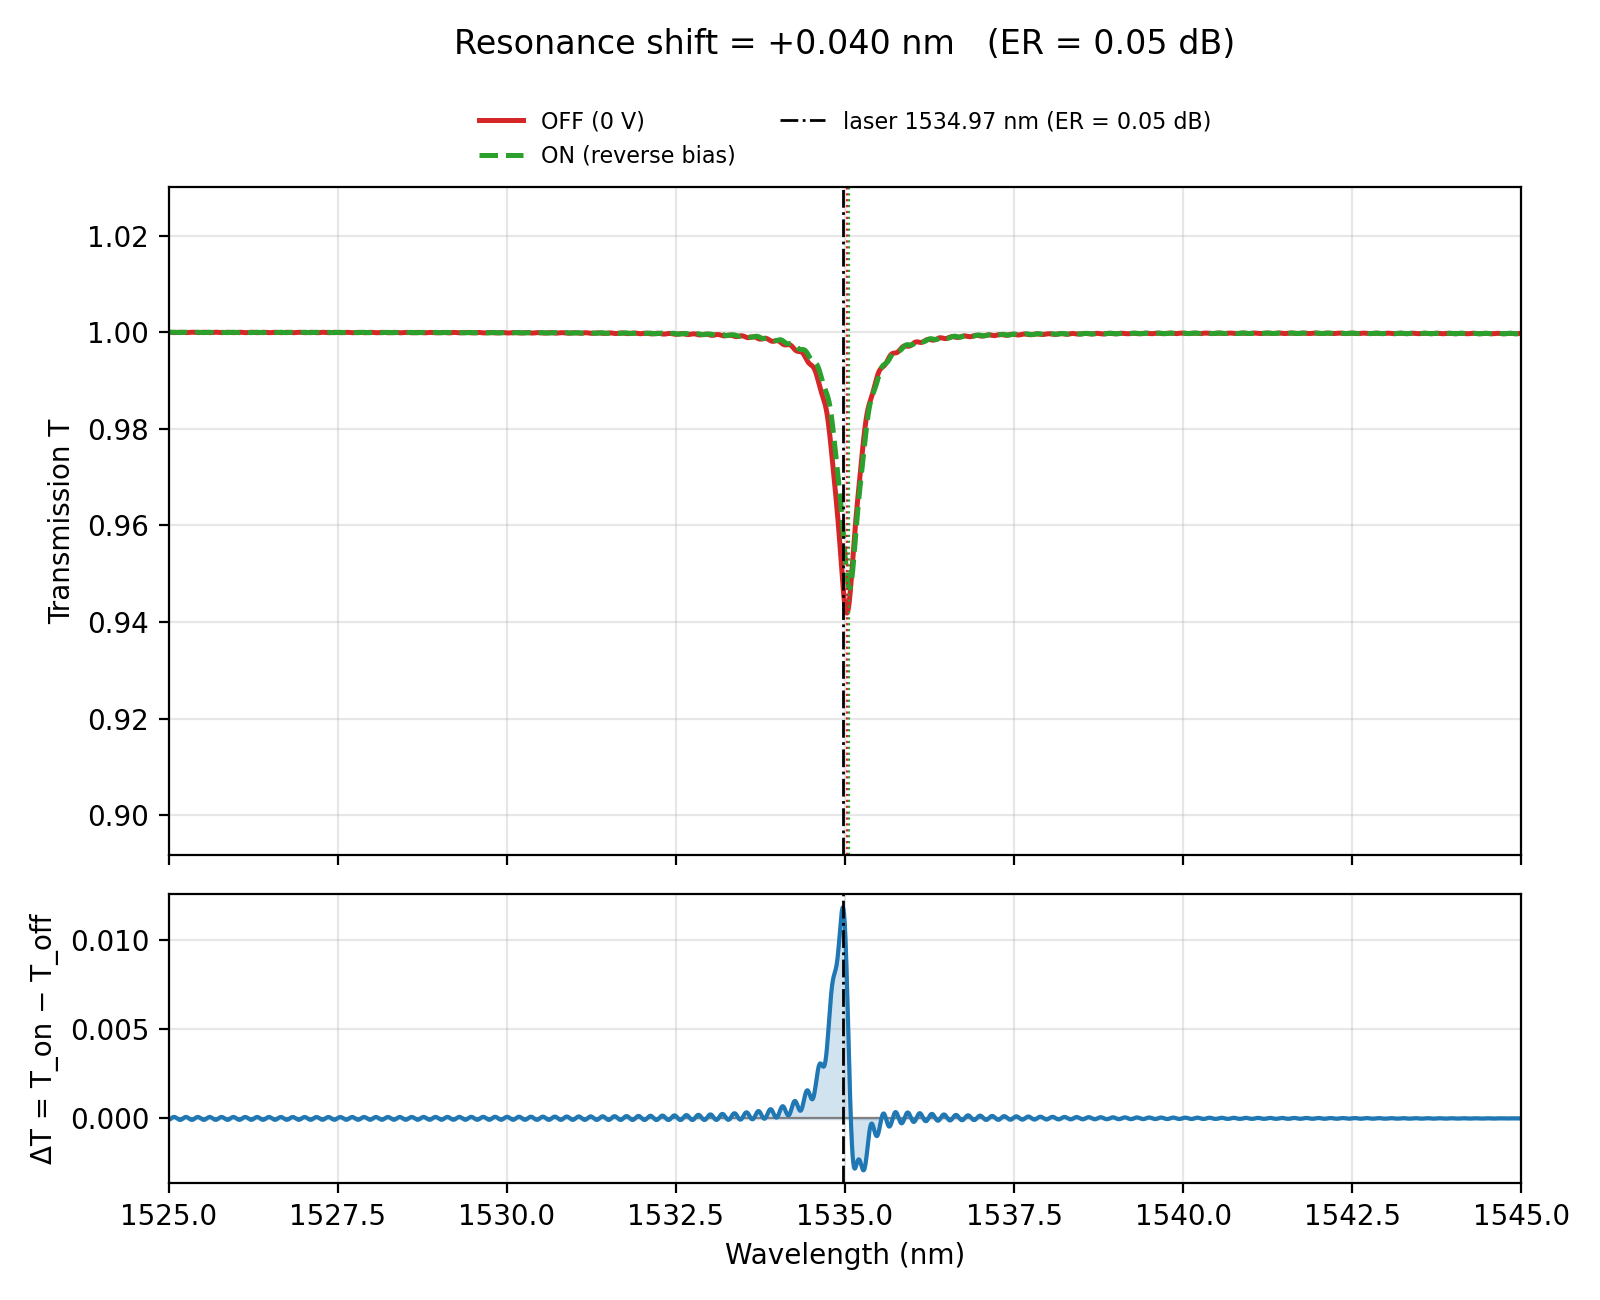 Resonance shift = +0.040 nm   (ER = 0.05 dB)
OFF (0 V)
ON (reverse bias)
laser 1534.97 nm (ER = 0.05 dB)
Transmission T
1.02
1.00
0.98
0.96
0.94
0.92
0.90
ΔT = T_on − T_off
0.010
0.005
0.000
1525.0 1527.5 1530.0 1532.5 1535.0 1537.5 1540.0 1542.5 1545.0
Wavelength (nm)